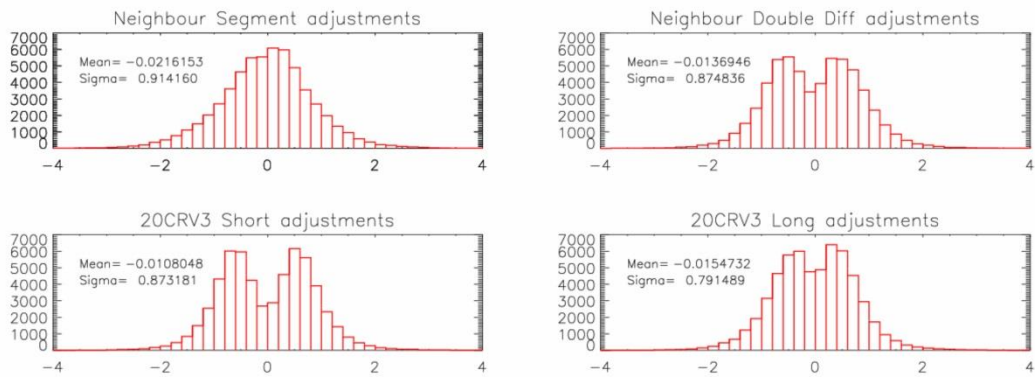 Neighbour Segment adjustments
7000
6000
5000
4000
3000
2000
1000
0
Mean= -0.0216153
Sigma= 0.914160
-4 -2 0 2 4
Neighbour Double Diff adjustments
7000
6000
5000
4000
3000
2000
1000
0
Mean= -0.0136946
Sigma= 0.874836
-4 -2 0 2 4
20CRV3 Short adjustments
7000
6000
5000
4000
3000
2000
1000
0
Mean= -0.0108048
Sigma= 0.873181
-4 -2 0 2 4
20CRV3 Long adjustments
7000
6000
5000
4000
3000
2000
1000
0
Mean= -0.0154732
Sigma= 0.791489
-4 -2 0 2 4